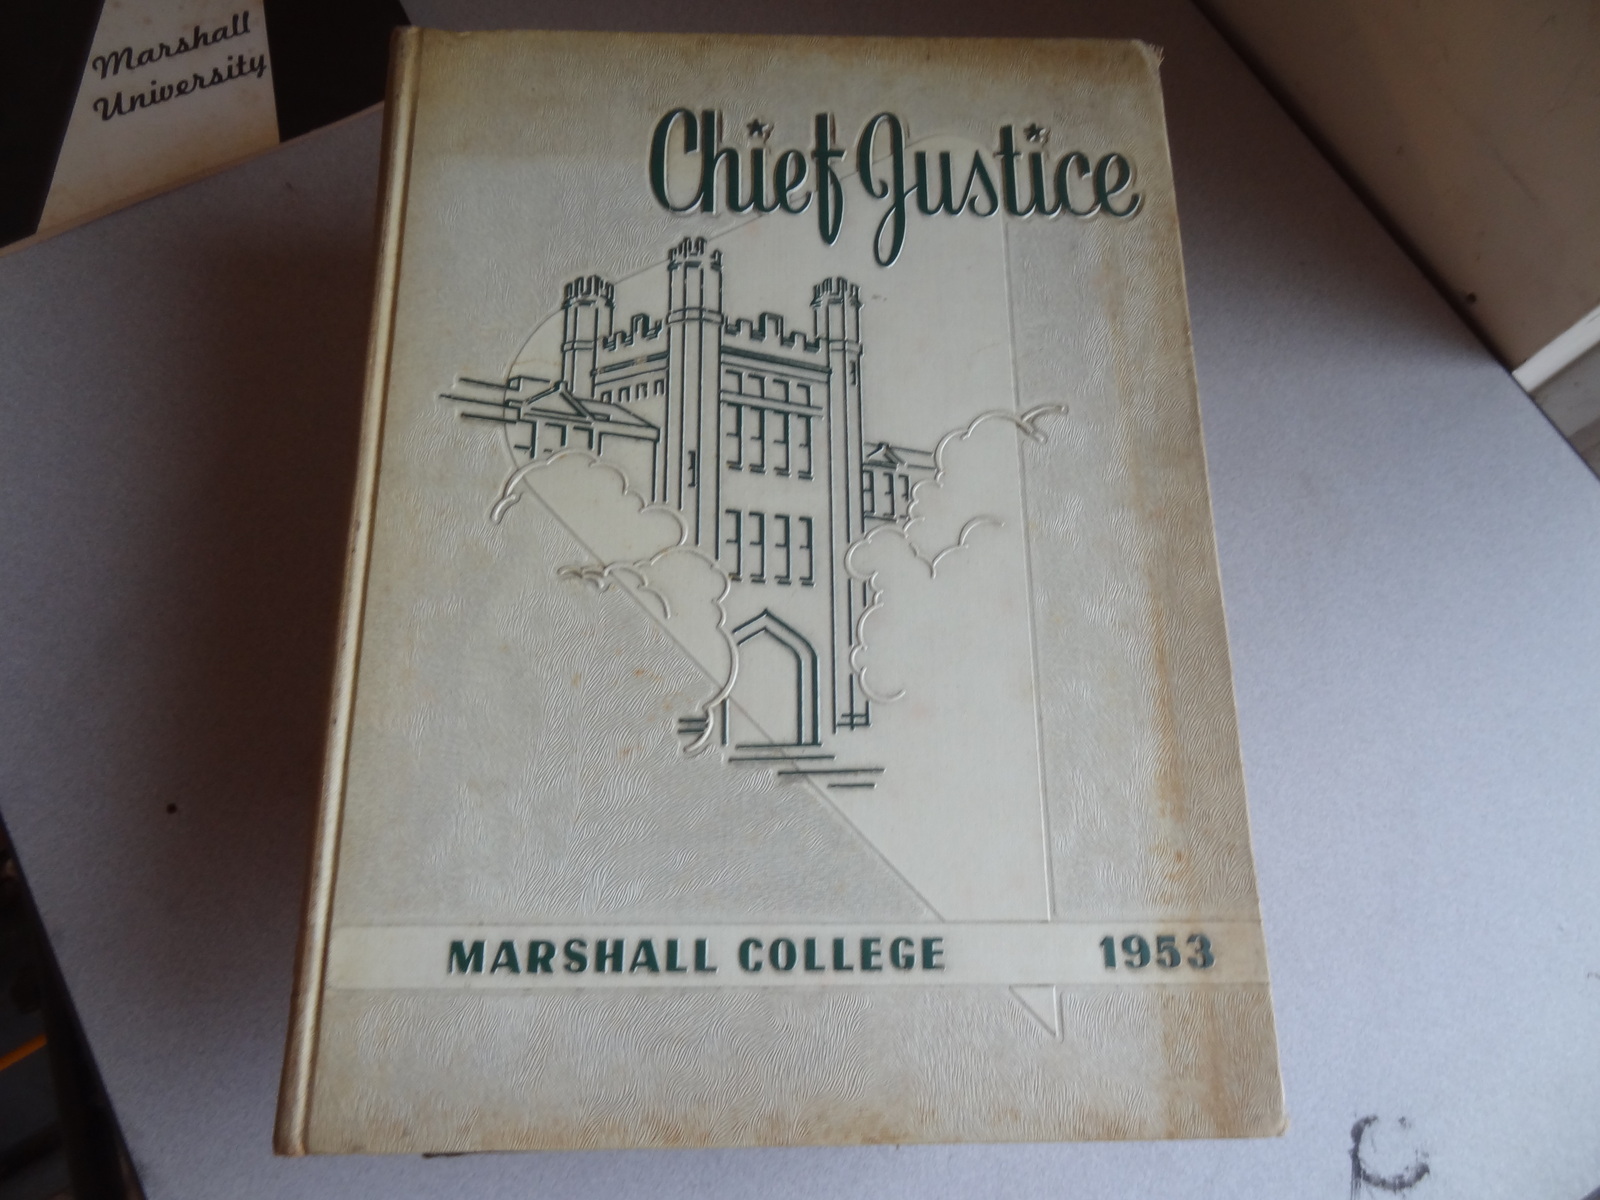 Marshall
University
Chief Justice
MARSHALL COLLEGE 1953